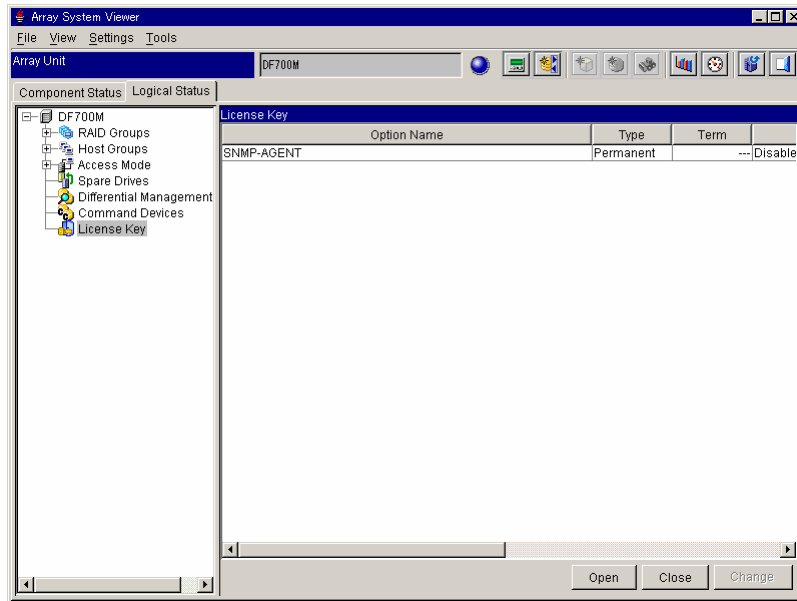 Array System Viewer
File View Settings Tools
Array Unit
DF700M
Component Status Logical Status
DF700M
RAID Groups
Host Groups
Access Mode
Spare Drives
Differential Management
Command Devices
License Key
License Key
Option Name Type Term
SNMP-AGENT Permanent --- Disable
Open Close Change